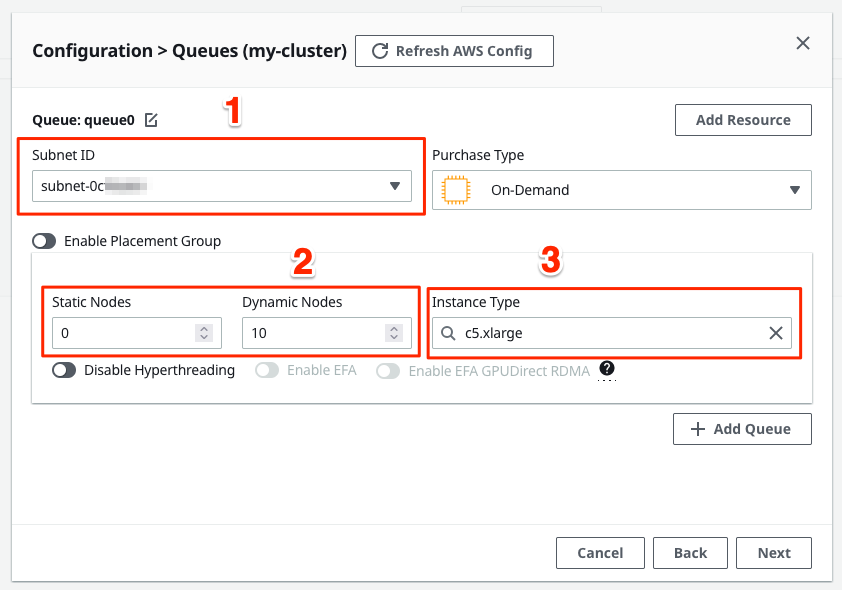 Configuration > Queues (my-cluster) Refresh AWS Config
1
Queue: queue0 Add Resource
Subnet ID Purchase Type
subnet-0c On-Demand
Enable Placement Group
2 3
Static Nodes Dynamic Nodes Instance Type
0 10 c5.xlarge
Disable Hyperthreading Enable EFA Enable EFA GPUDirect RDMA ?
+ Add Queue
Cancel Back Next